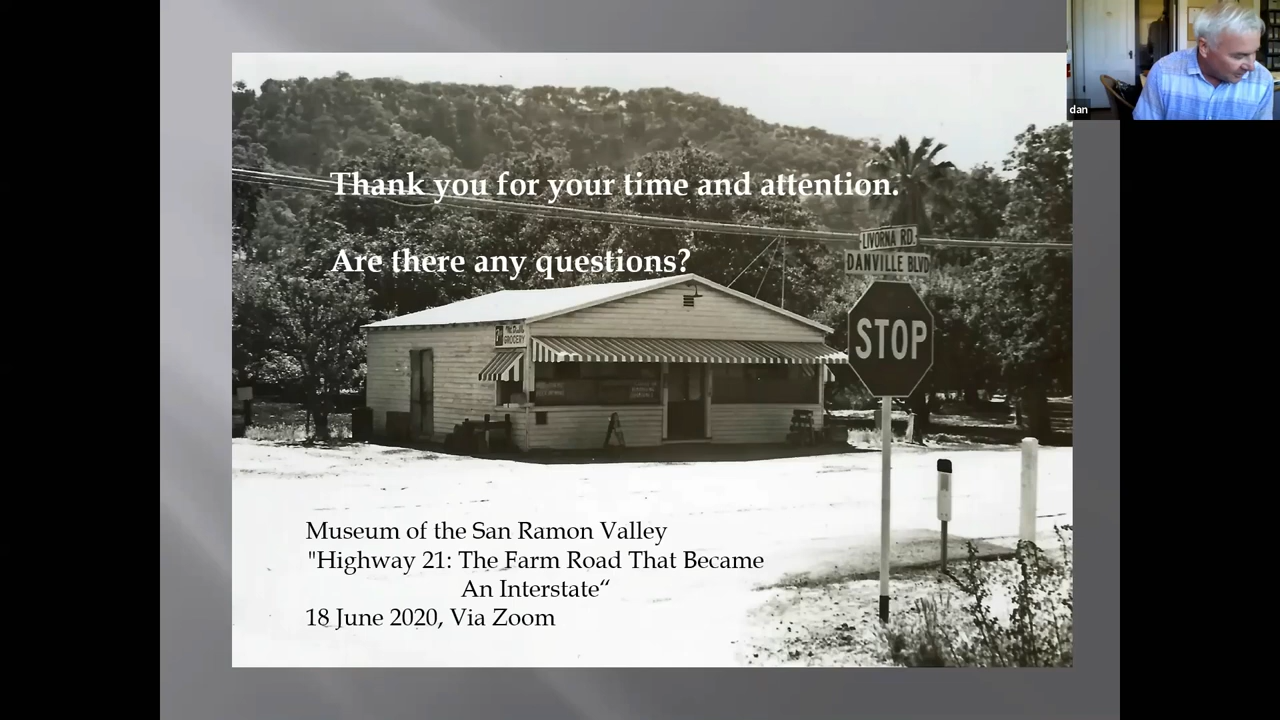 dan
Thank you for your time and attention.
Are there any questions?
LIVORNA RD.
DANVILLE BLVD
STOP
GROCERY
Museum of the San Ramon Valley
"Highway 21: The Farm Road That Became
An Interstate“
18 June 2020, Via Zoom